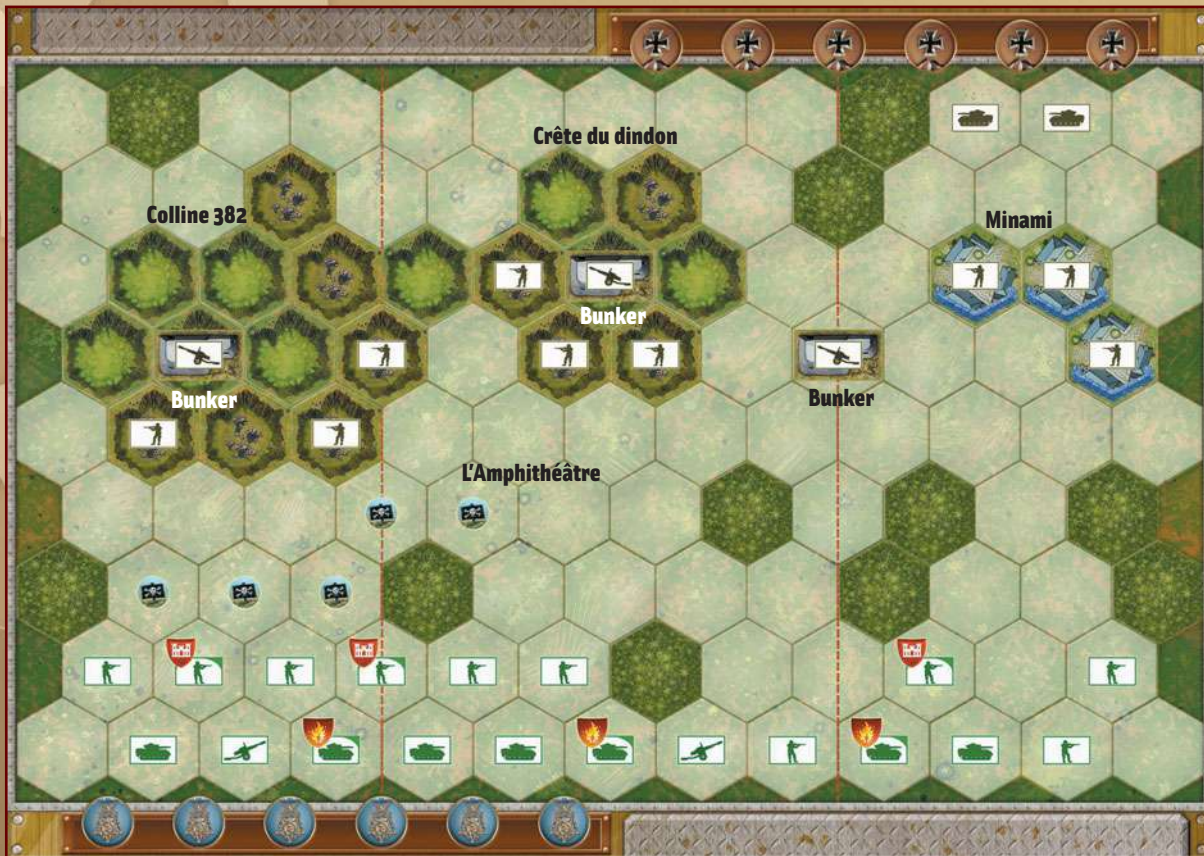 Crête du dindon
Colline 382
Minami
Bunker
Bunker
Bunker
L'Amphithéâtre